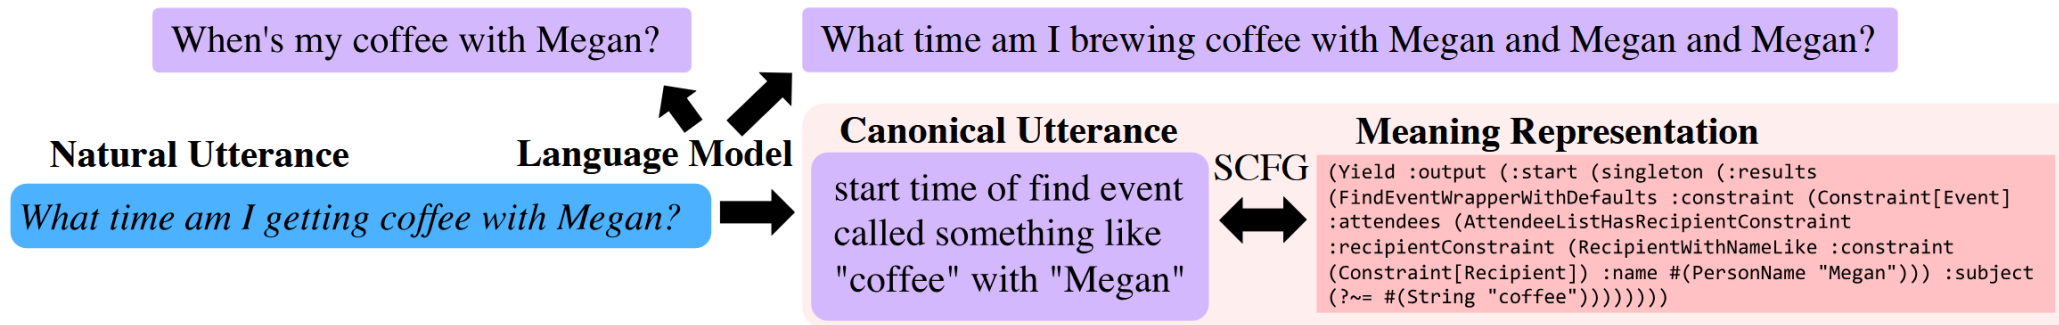 When's my coffee with Megan?
What time am I brewing coffee with Megan and Megan and Megan?
Natural Utterance
What time am I getting coffee with Megan?
Language Model
Canonical Utterance
start time of find event
called something like
"coffee" with "Megan"
SCFG
Meaning Representation
(Yield :output (:start (singleton (:results
(FindEventWrapperWithDefaults :constraint (Constraint[Event]
:attendees (AttendeeListHasRecipientConstraint
:recipientConstraint (RecipientWithNameLike :constraint
(Constraint[Recipient]) :name #(PersonName "Megan"))) :subject
(?~= #(String "coffee"))))))))